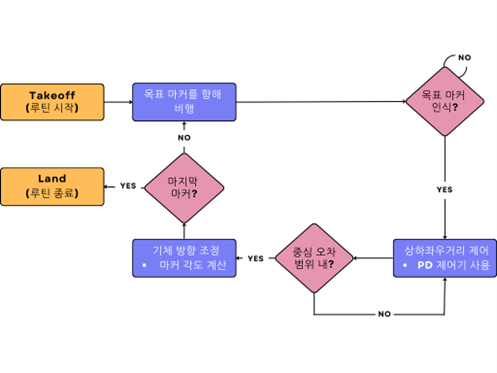 NO
Takeoff
(루틴 시작)
목표 마커를 향해
비행
목표 마커
인식?
NO
Land
(루틴 종료)
YES
마지막
마커?
YES
기체 방향 조정
• 마커 각도 계산
YES
중심 오차
범위 내?
상하좌우거리 제어
• PD 제어기 사용
NO